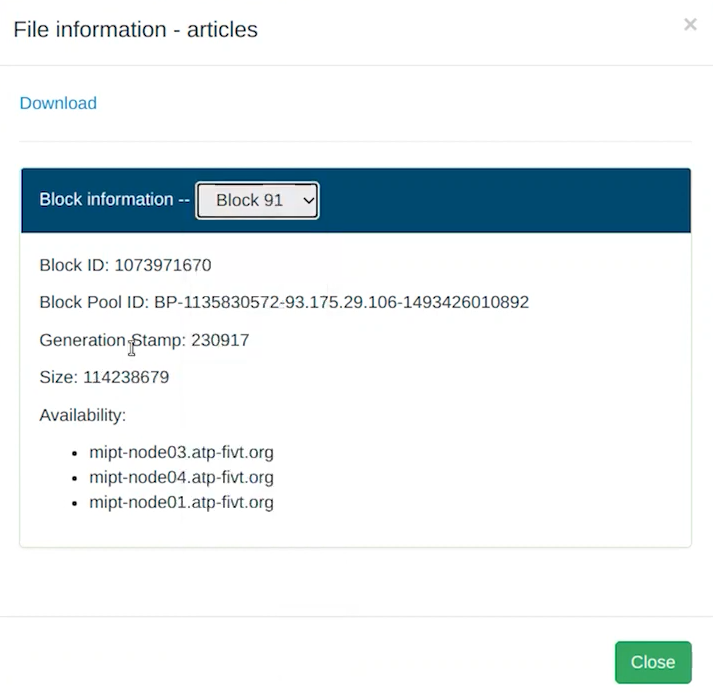 File information - articles
×
Download
Block information -- Block 91
Block ID: 1073971670
Block Pool ID: BP-1135830572-93.175.29.106-1493426010892
Generation Stamp: 230917
Size: 114238679
Availability:
• mipt-node03.atp-fivt.org
• mipt-node04.atp-fivt.org
• mipt-node01.atp-fivt.org
Close